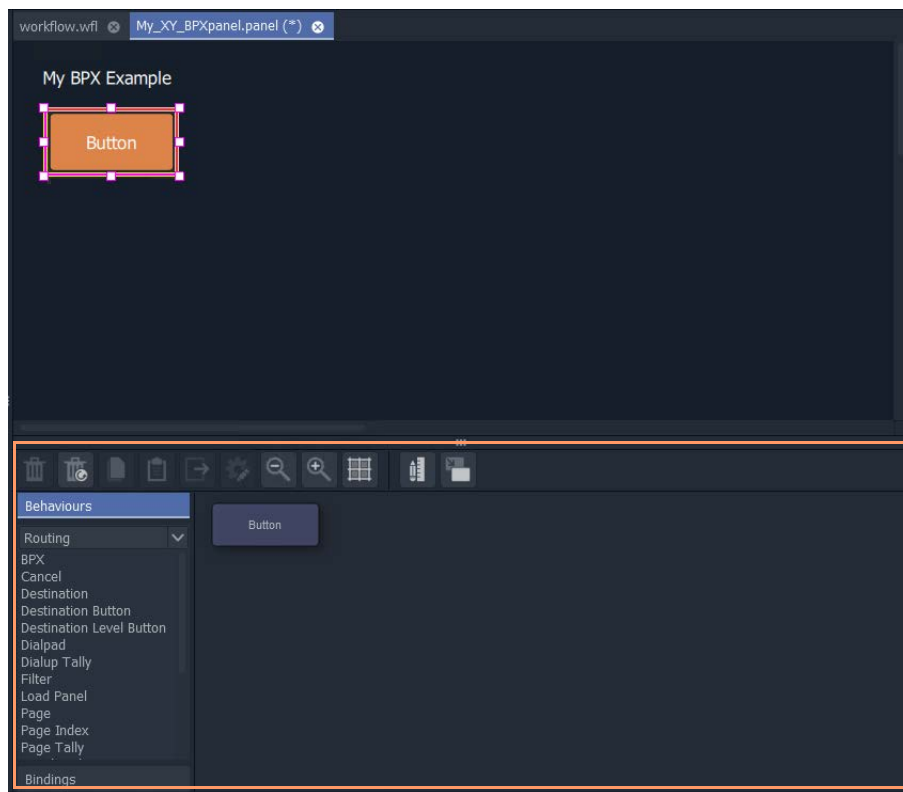 workflow.wfl
My_XY_BPXpanel.panel (*)
My BPX Example
Button
Behaviours
Routing
BPX
Cancel
Destination
Destination Button
Destination Level Button
Dialpad
Dialup Tally
Filter
Load Panel
Page
Page Index
Page Tally
Bindings
Button